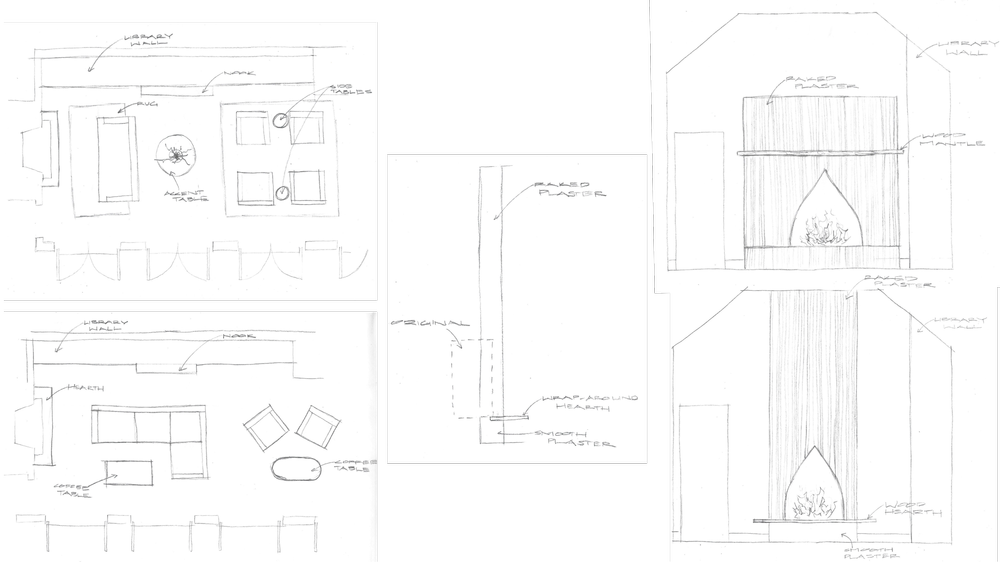 LIBRARY
WALL
NOOK
SIDE
TABLES
RUG
ACCENT
TABLE
LIBRARY
WALL
NOOK
HEARTH
COFFEE
TABLE
COFFEE
TABLE
RAKED
PLASTER
ORIGINAL
WRAP-AROUND
HEARTH
SMOOTH
PLASTER
LIBRARY
WALL
RAKED
PLASTER
WOOD
MANTLE
RAKED
PLASTER
LIBRARY
WALL
WOOD
HEARTH
SMOOTH
PLASTER